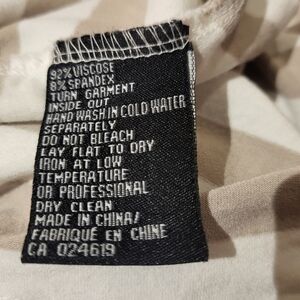 92% VISCOSE
8% SPANDEX
TURN GARMENT
INSIDE OUT
HAND WASH IN COLD WATER
SEPARATELY
DO NOT BLEACH
LAY FLAT TO DRY
IRON AT LOW
TEMPERATURE
OR PROFESSIONAL
DRY CLEAN
MADE IN CHINA/
FABRIQUÉ EN CHINE
CA 024619